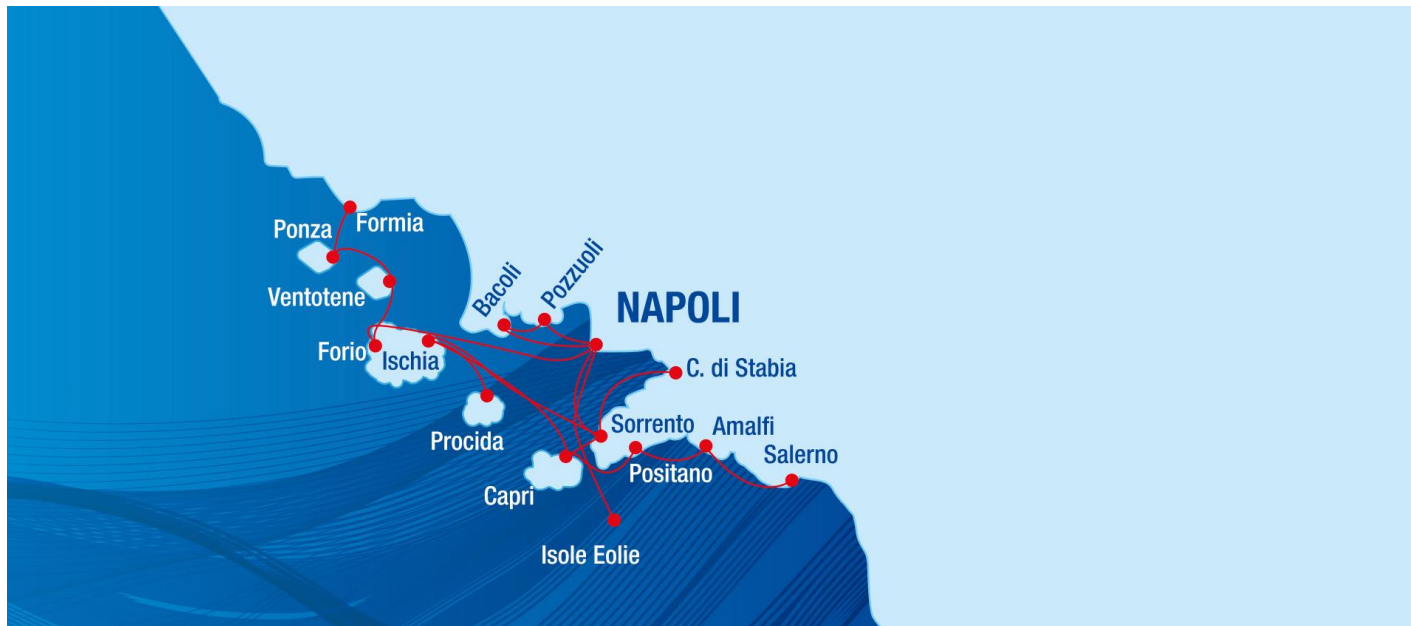 Formia
Ponza
Ventotene
Bacoli
Pozzuoli
NAPOLI
Forio
Ischia
C. di Stabia
Procida
Sorrento
Amalfi
Salerno
Positano
Capri
Isole Eolie